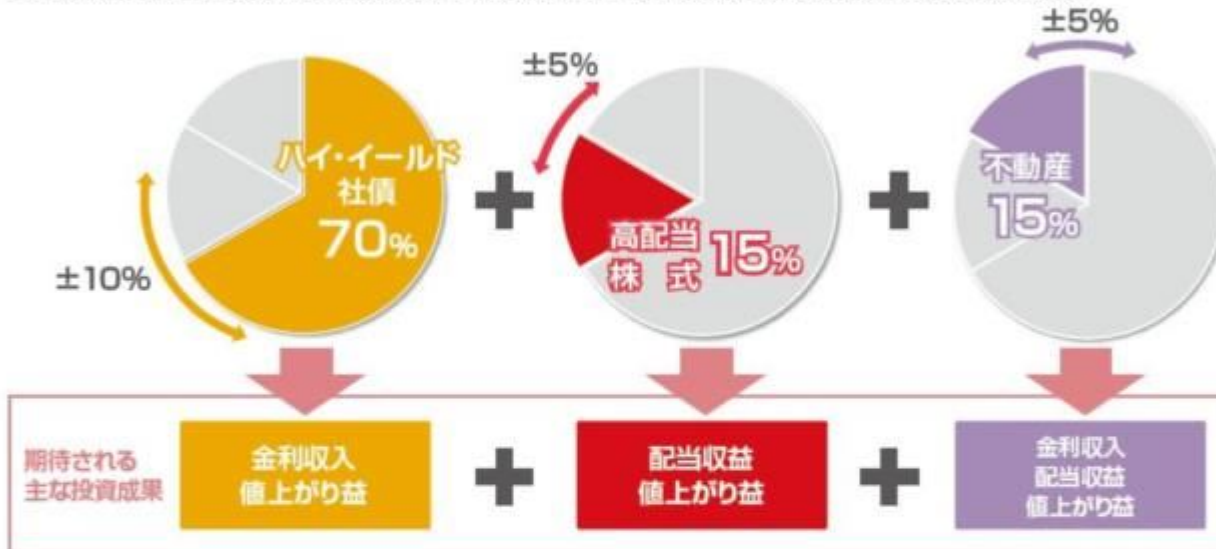 ±5%
±5%
ハイ・イールド
社債
70%
±10%
高配当
株 式
15%
不動産
15%
期待される
主な投資成果
金利収入
値上がり益
配当収益
値上がり益
金利収入
配当収益
値上がり益